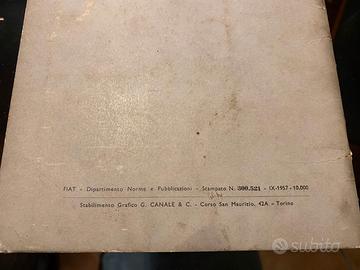 FIAT - Dipartimento Norme e Pubblicazioni - Stampato N. 300.521 - IX-1957 - 10.000
Stabilimento Grafico G. CANALE & C. - Corso San Maurizio, 42A - Torino
subito